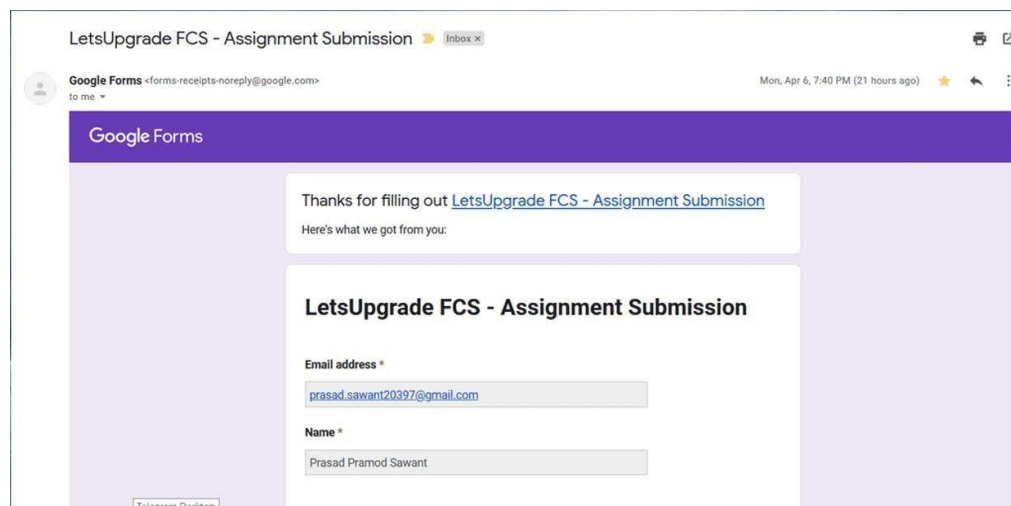 LetsUpgrade FCS - Assignment Submission Inbox ×
Google Forms <forms-receipts-noreply@google.com> Mon, Apr 6, 7:40 PM (21 hours ago)
to me
Google Forms
Thanks for filling out LetsUpgrade FCS - Assignment Submission
Here's what we got from you:
LetsUpgrade FCS - Assignment Submission
Email address *
prasad.sawant20397@gmail.com
Name *
Prasad Pramod Sawant
Telegram Desktop